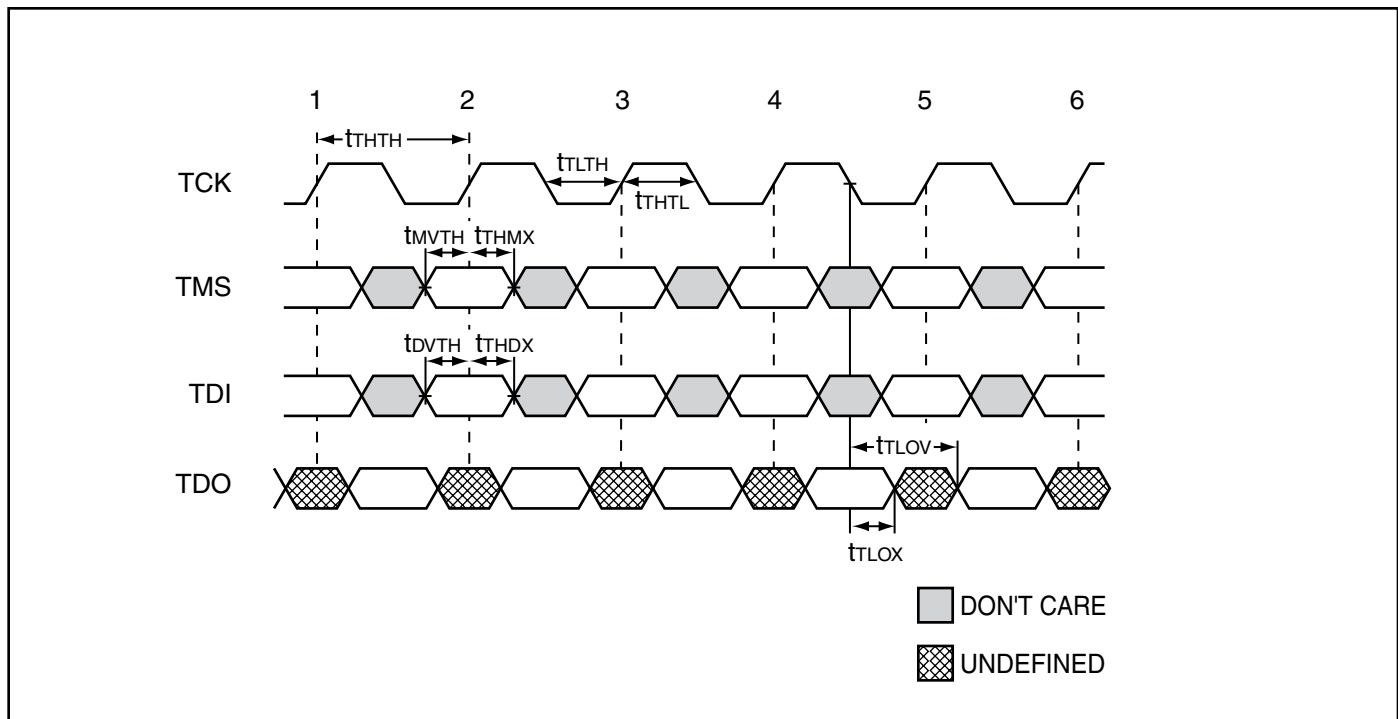 1 2 3 4 5 6
tTHTH
tTLTH
TCK
tTHTL
tMVTH tTHMX
TMS
tDVTH tTHDX
TDI
tTLOV
TDO
tTLOX
DON'T CARE
UNDEFINED